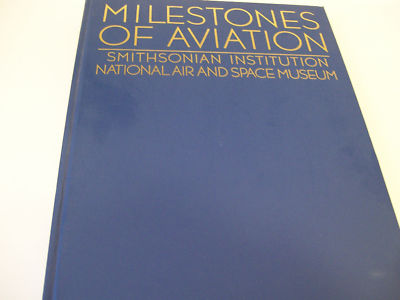 MILESTONES
OF AVIATION
SMITHSONIAN INSTITUTION
NATIONAL AIR AND SPACE MUSEUM